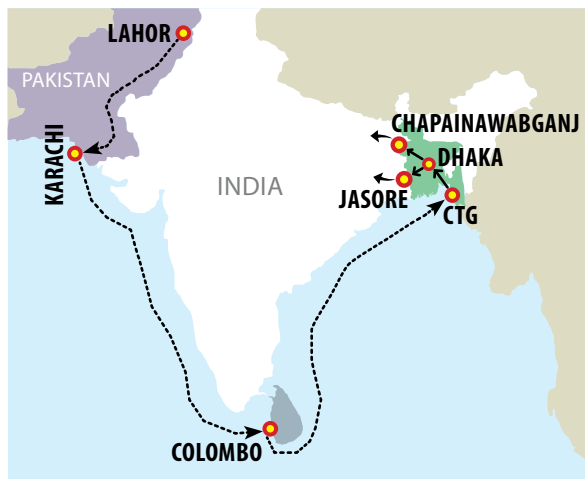 LAHOR
PAKISTAN
CHAPAINAWABGANJ
DHAKA
KARACHI
INDIA
JASORE
CTG
COLOMBO